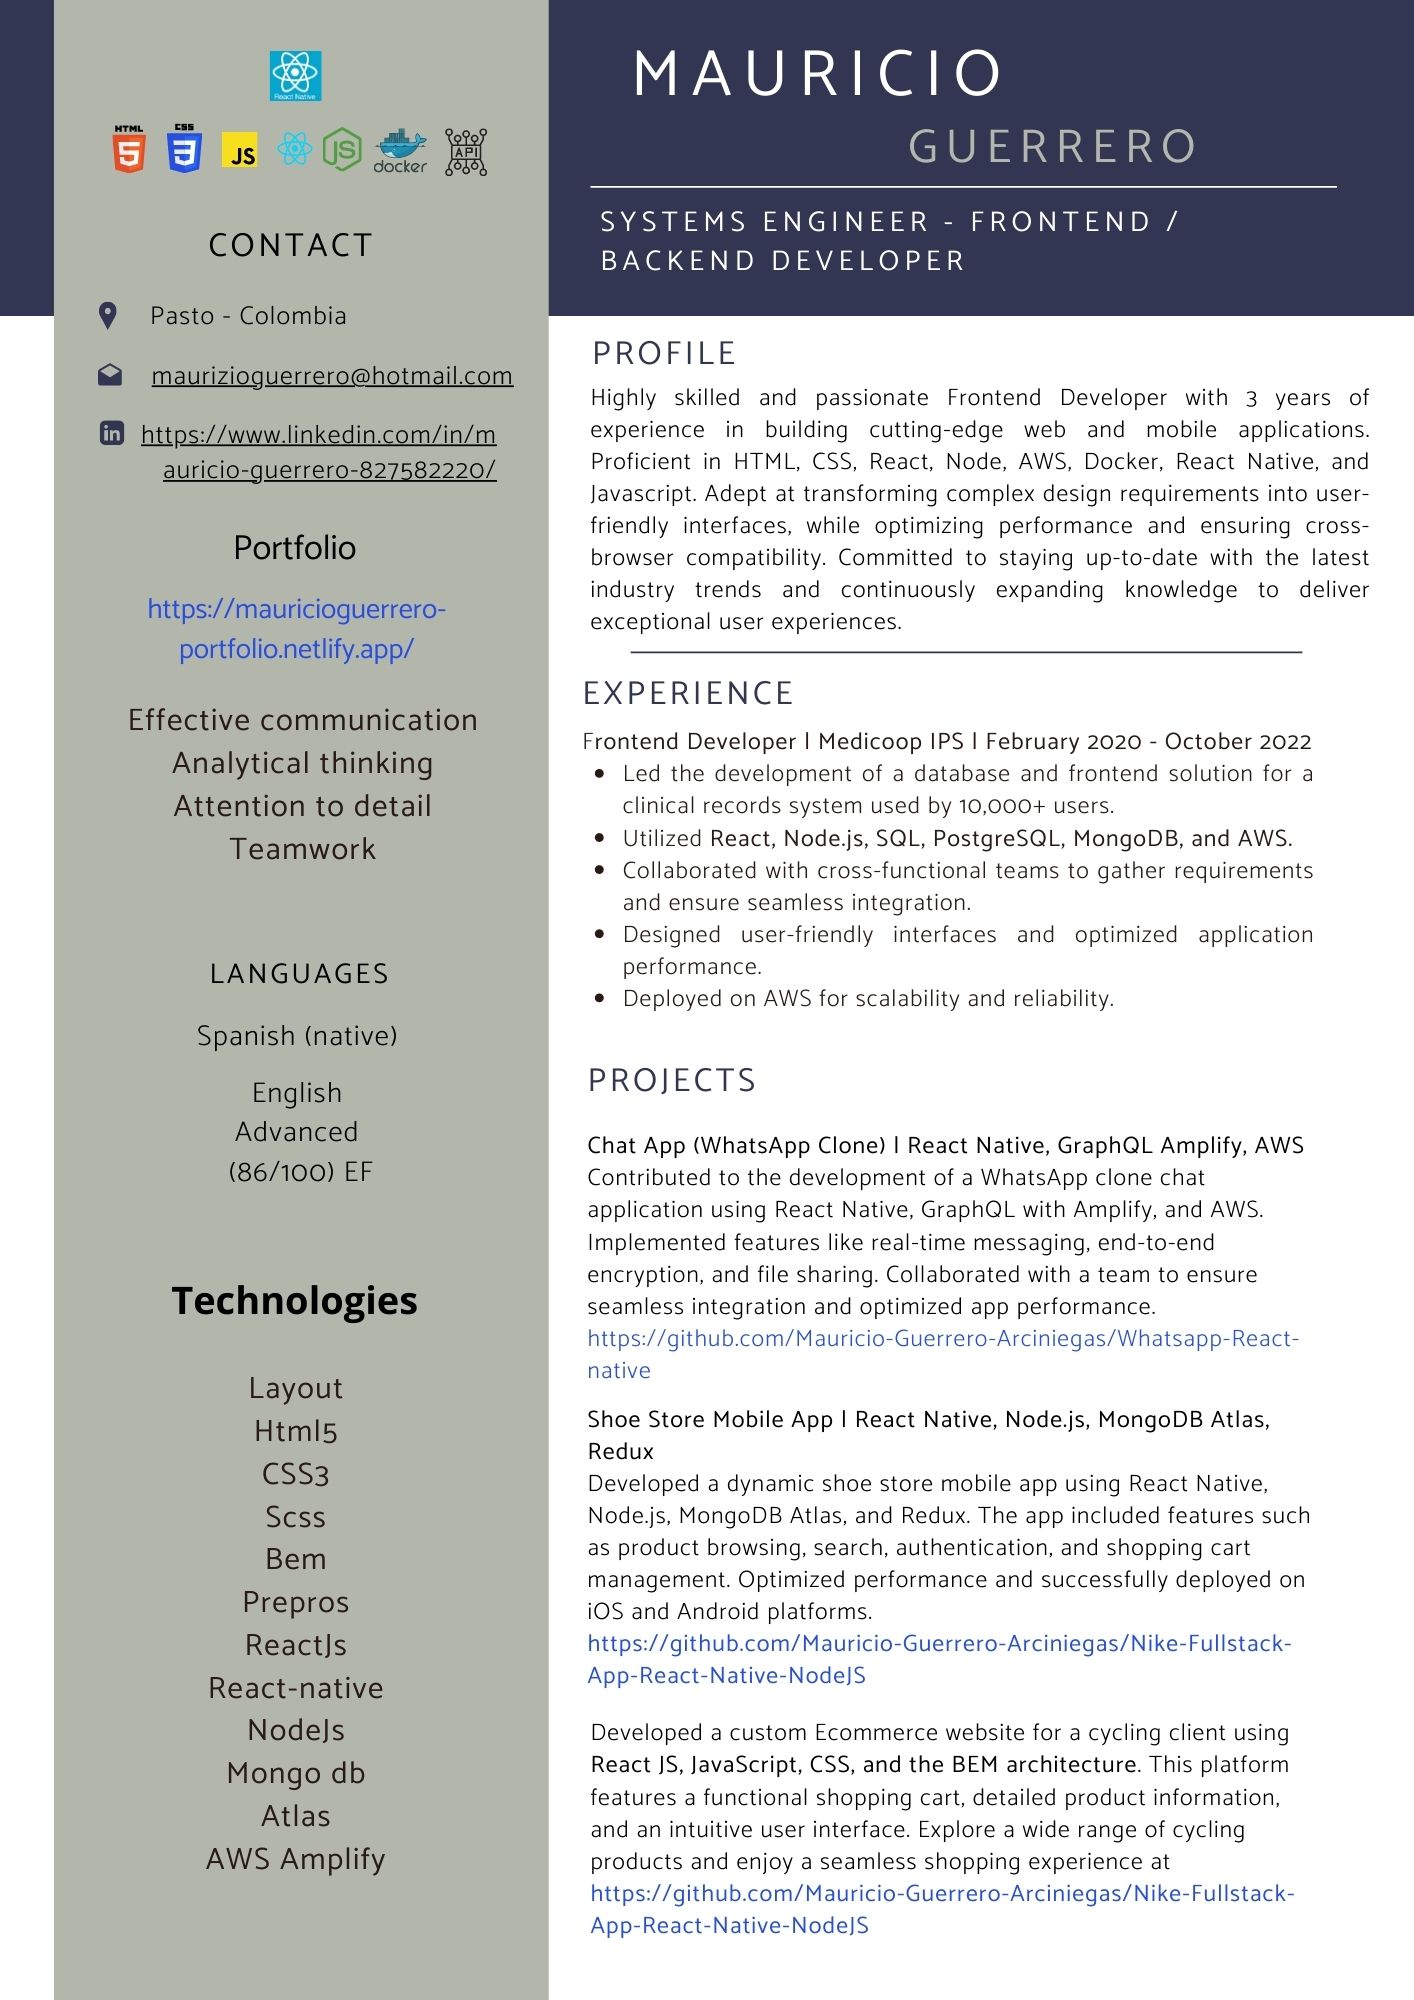 React Native
HTML
CSS
JS
JS
docker
API
CONTACT
Pasto - Colombia
maurizioguerrero@hotmail.com
in
https://www.linkedin.com/in/m
auricio-guerrero-827582220/
Portfolio
https://mauricioguerrero-
portfolio.netlify.app/
Effective communication
Analytical thinking
Attention to detail
Teamwork
LANGUAGES
Spanish (native)
English
Advanced
(86/100) EF
Technologies
Layout
Html5
CSS3
Scss
Bem
Prepros
ReactJs
React-native
NodeJs
Mongo db
Atlas
AWS Amplify
MAURICIO
GUERRERO
SYSTEMS ENGINEER - FRONTEND /
BACKEND DEVELOPER
PROFILE
Highly skilled and passionate Frontend Developer with 3 years of
experience in building cutting-edge web and mobile applications.
Proficient in HTML, CSS, React, Node, AWS, Docker, React Native, and
Javascript. Adept at transforming complex design requirements into user-
friendly interfaces, while optimizing performance and ensuring cross-
browser compatibility. Committed to staying up-to-date with the latest
industry trends and continuously expanding knowledge to deliver
exceptional user experiences.
EXPERIENCE
Frontend Developer | Medicoop IPS | February 2020 - October 2022
• Led the development of a database and frontend solution for a
clinical records system used by 10,000+ users.
• Utilized React, Node.js, SQL, PostgreSQL, MongoDB, and AWS.
• Collaborated with cross-functional teams to gather requirements
and ensure seamless integration.
• Designed user-friendly interfaces and optimized application
performance.
• Deployed on AWS for scalability and reliability.
PROJECTS
Chat App (WhatsApp Clone) | React Native, GraphQL Amplify, AWS
Contributed to the development of a WhatsApp clone chat
application using React Native, GraphQL with Amplify, and AWS.
Implemented features like real-time messaging, end-to-end
encryption, and file sharing. Collaborated with a team to ensure
seamless integration and optimized app performance.
https://github.com/Mauricio-Guerrero-Arciniegas/Whatsapp-React-
native
Shoe Store Mobile App | React Native, Node.js, MongoDB Atlas,
Redux
Developed a dynamic shoe store mobile app using React Native,
Node.js, MongoDB Atlas, and Redux. The app included features such
as product browsing, search, authentication, and shopping cart
management. Optimized performance and successfully deployed on
iOS and Android platforms.
https://github.com/Mauricio-Guerrero-Arciniegas/Nike-Fullstack-
App-React-Native-NodeJS
Developed a custom Ecommerce website for a cycling client using
React JS, JavaScript, CSS, and the BEM architecture. This platform
features a functional shopping cart, detailed product information,
and an intuitive user interface. Explore a wide range of cycling
products and enjoy a seamless shopping experience at
https://github.com/Mauricio-Guerrero-Arciniegas/Nike-Fullstack-
App-React-Native-NodeJS